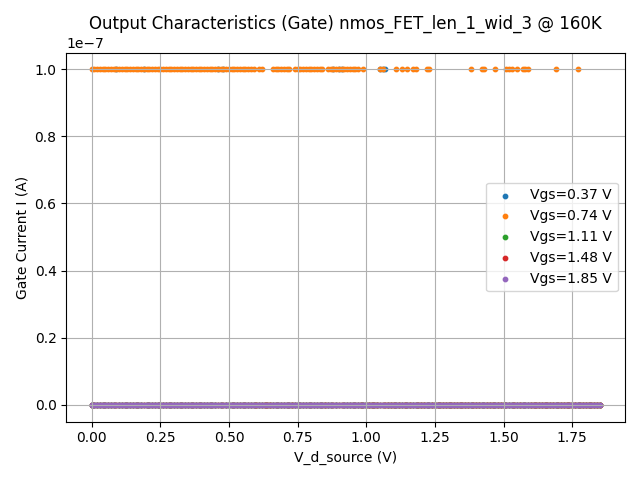 Output Characteristics (Gate) nmos_FET_len_1_wid_3 @ 160K
1e−7
1.0
0.8
0.6
0.4
0.2
0.0
Gate Current I (A)
Vgs=0.37 V
Vgs=0.74 V
Vgs=1.11 V
Vgs=1.48 V
Vgs=1.85 V
0.00 0.25 0.50 0.75 1.00 1.25 1.50 1.75
V_d_source (V)